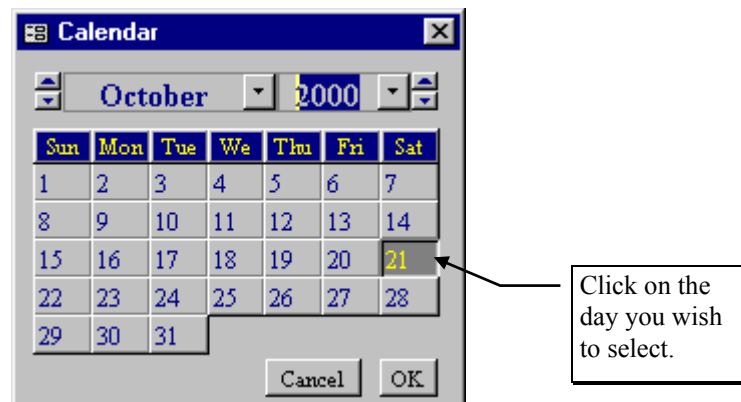 Calendar
October 2000
Sun Mon Tue We Thu Fri Sat
1 2 3 4 5 6 7
8 9 10 11 12 13 14
15 16 17 18 19 20 21
22 23 24 25 26 27 28
29 30 31
Cancel OK
Click on the
day you wish
to select.